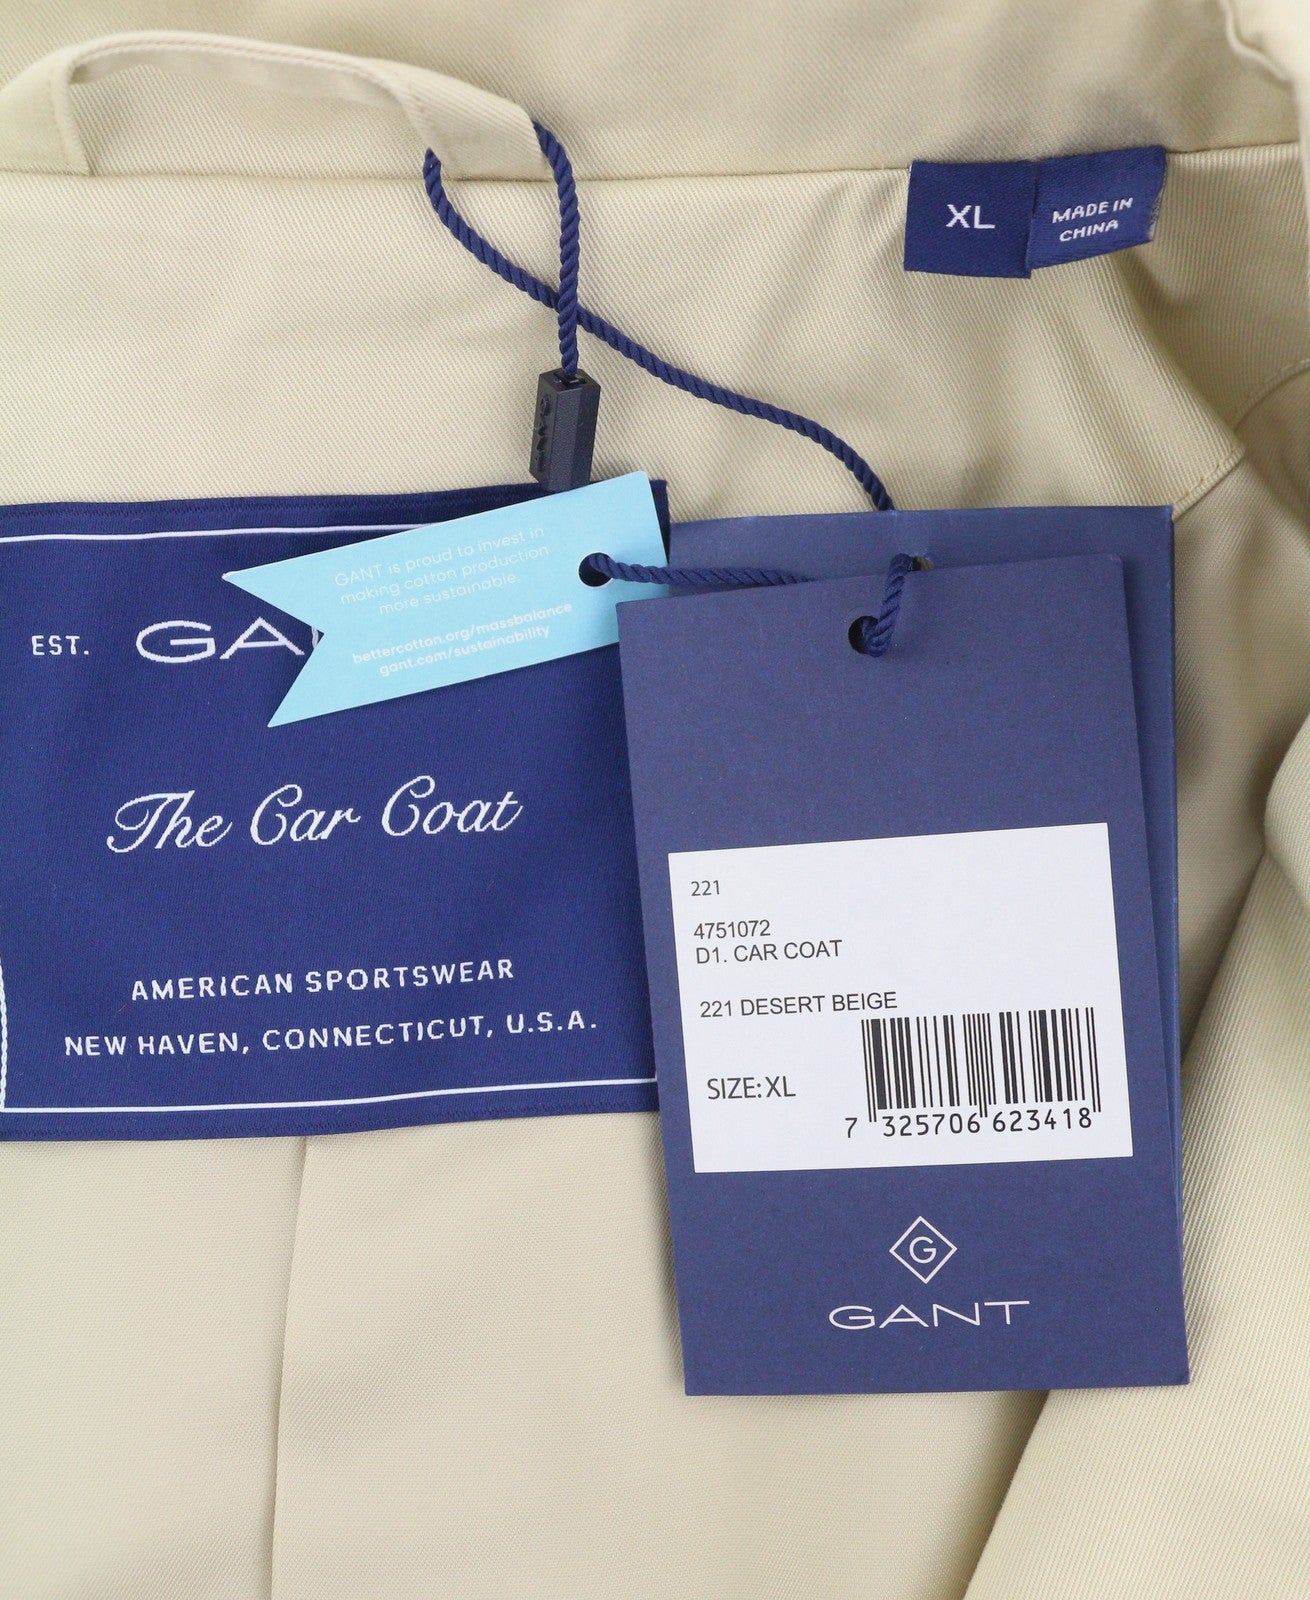 XL
MADE IN
CHINA
GANT
GANT is proud to invest in
making cotton production
more sustainable.
bettercotton.org/massbalance
gant.com/sustainability
EST. GA
The Car Coat
AMERICAN SPORTSWEAR
NEW HAVEN, CONNECTICUT, U.S.A.
221
4751072
D1. CAR COAT
221 DESERT BEIGE
SIZE: XL
7 325706 623418
G
GANT